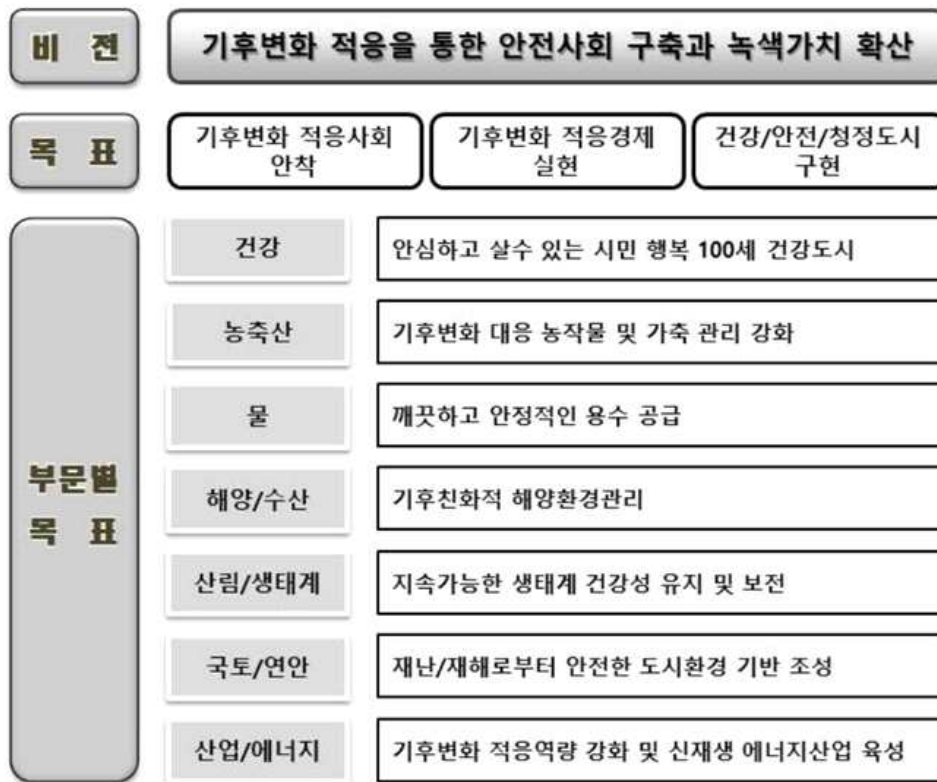 비 전
기후변화 적응을 통한 안전사회 구축과 녹색가치 확산
목 표
기후변화 적응사회
안착
기후변화 적응경제
실현
건강/안전/청정도시
구현
부문별
목 표
건강
안심하고 살수 있는 시민 행복 100세 건강도시
농축산
기후변화 대응 농작물 및 가축 관리 강화
물
깨끗하고 안정적인 용수 공급
해양/수산
기후친화적 해양환경관리
산림/생태계
지속가능한 생태계 건강성 유지 및 보전
국토/연안
재난/재해로부터 안전한 도시환경 기반 조성
산업/에너지
기후변화 적응역량 강화 및 신재생 에너지산업 육성